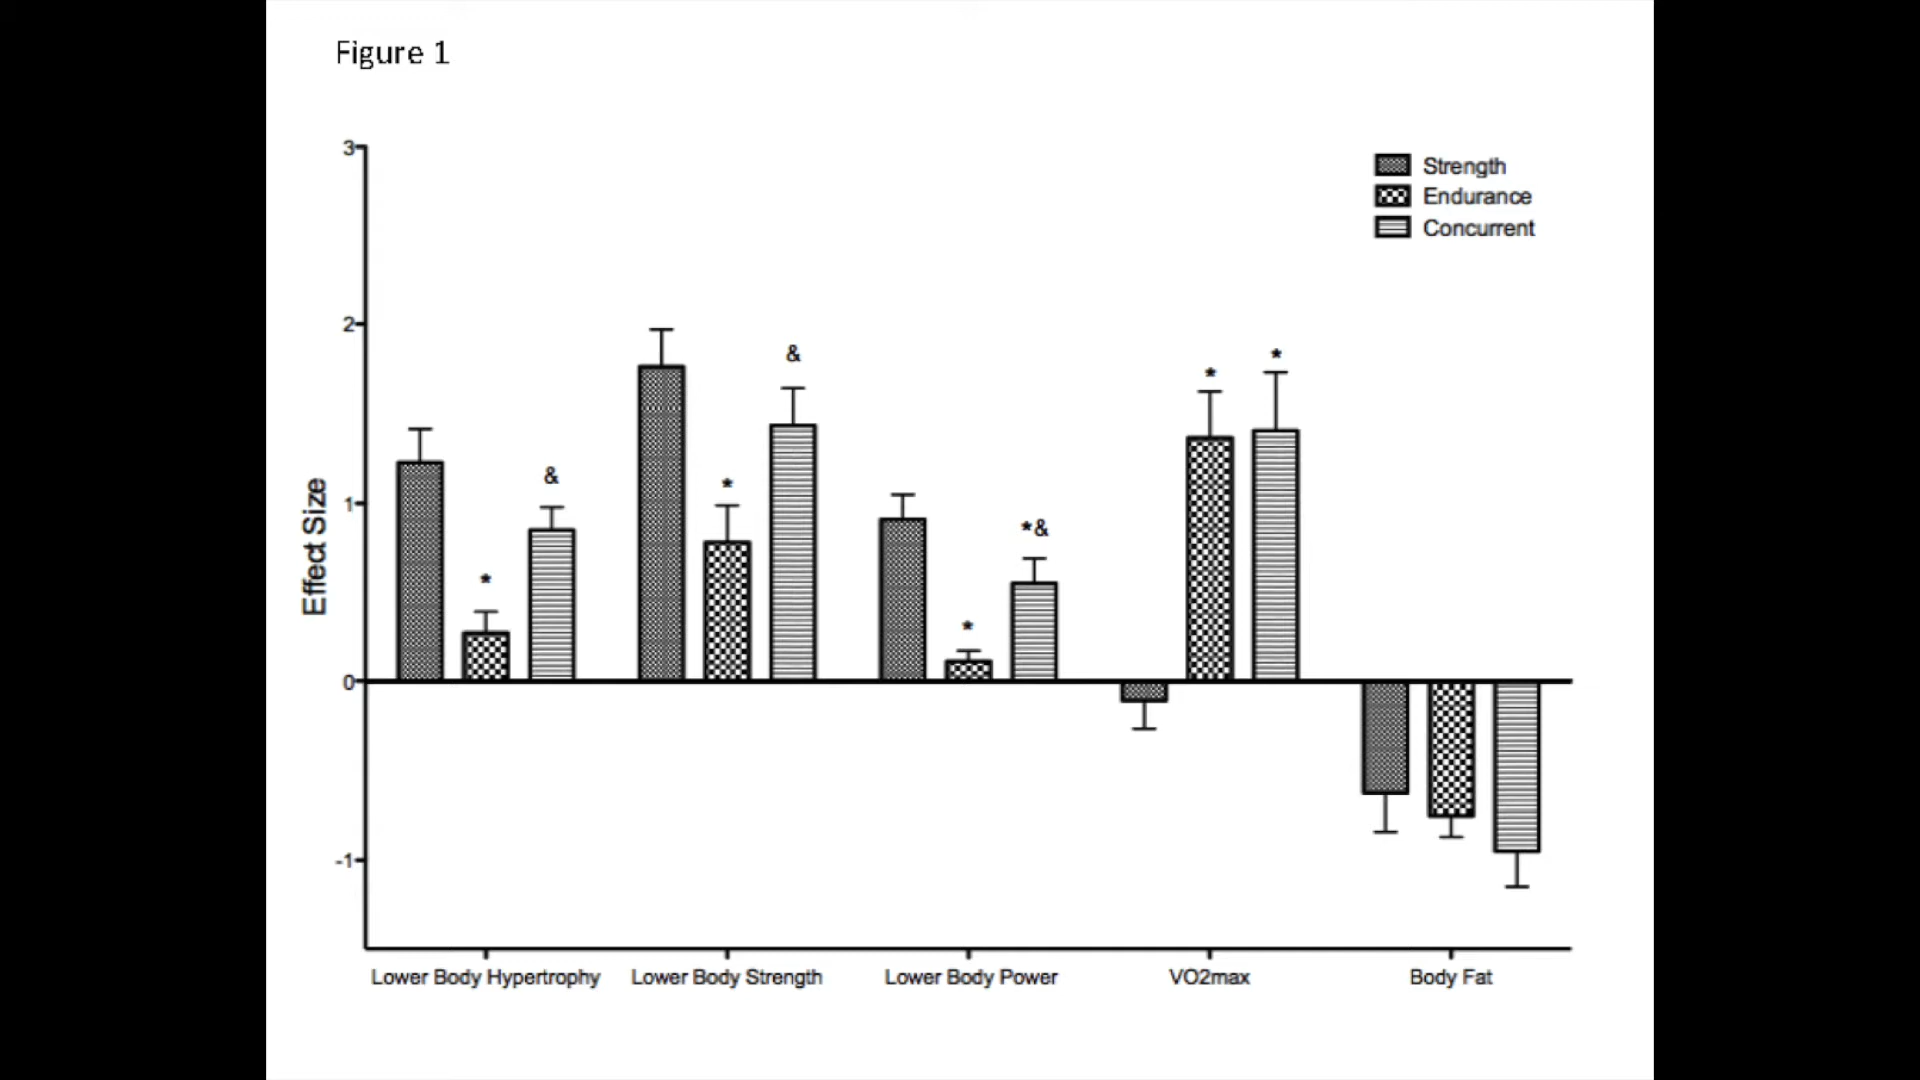 Figure 1
3
Strength
Endurance
Concurrent
2
&
*
*
&
*
1
*&
*
*
Effect Size
0
-1
Lower Body Hypertrophy
Lower Body Strength
Lower Body Power
VO2max
Body Fat